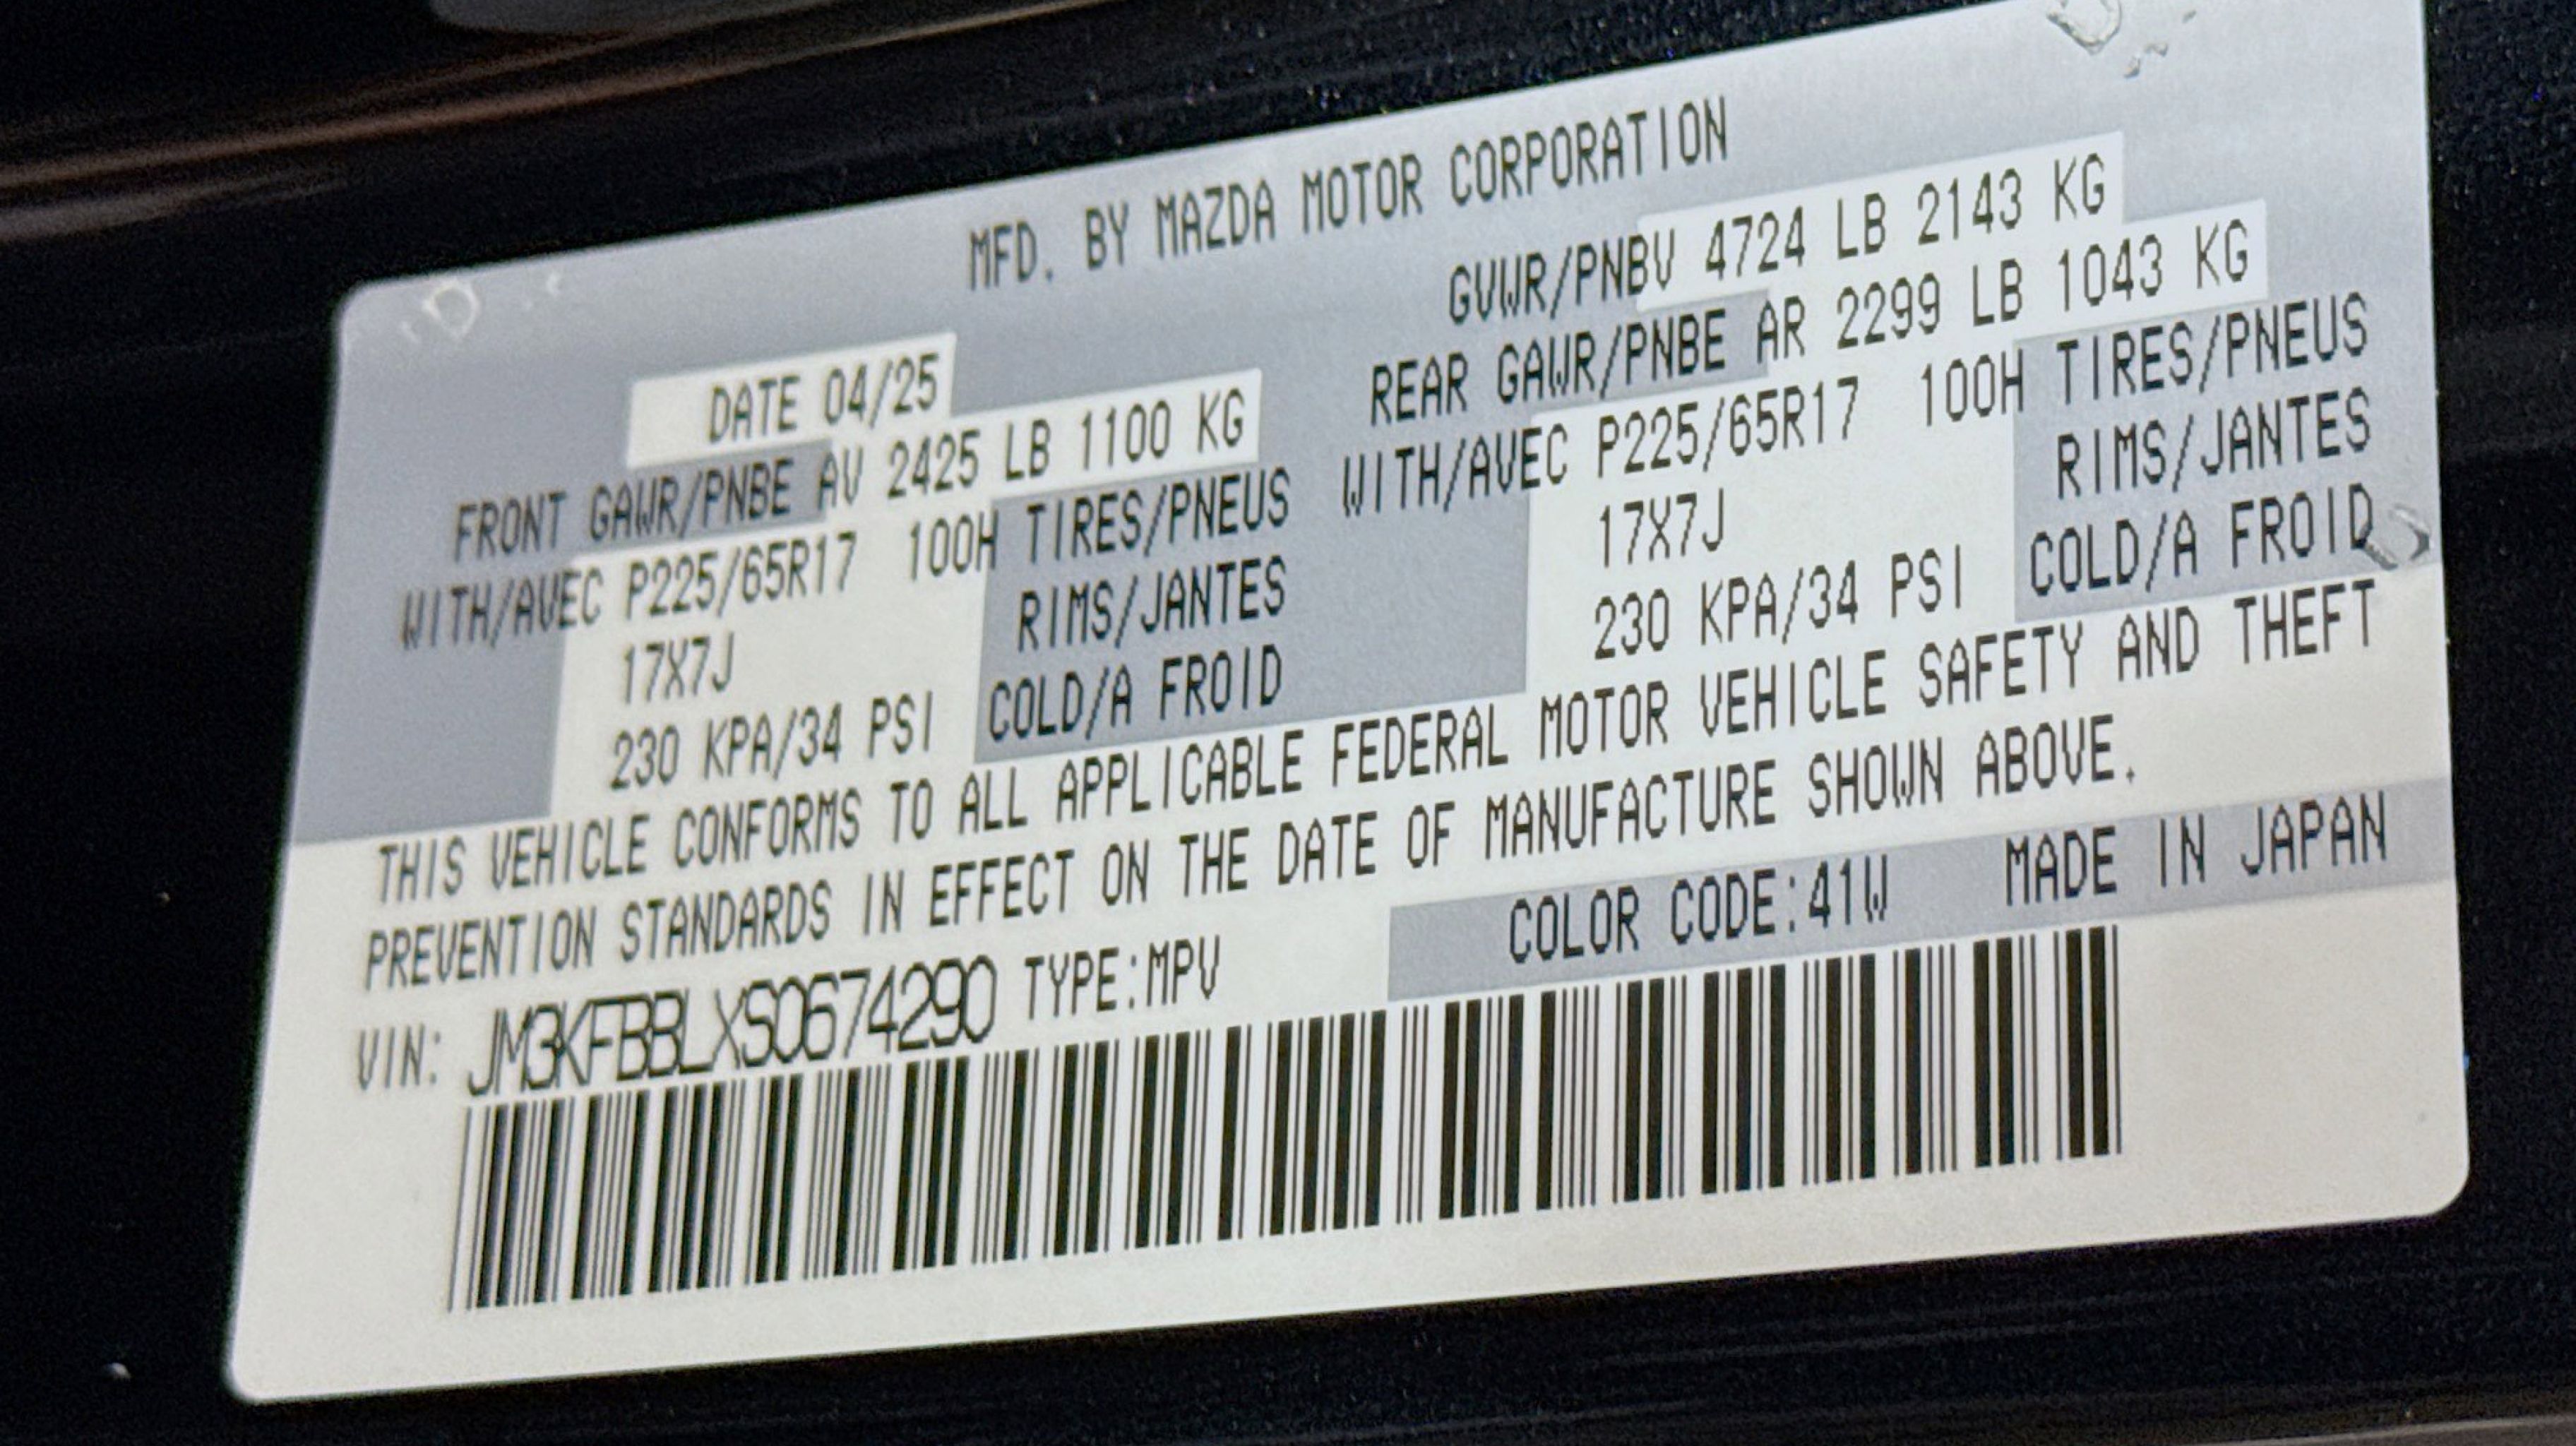 MFD. BY MAZDA MOTOR CORPORATION
DATE 04/25
GVWR/PNBV 4724 LB 2143 KG
FRONT GAWR/PNBE AV 2425 LB 1100 KG
REAR GAWR/PNBE AR 2299 LB 1043 KG
WITH/AVEC P225/65R17 100H TIRES/PNEUS
WITH/AVEC P225/65R17 100H TIRES/PNEUS
17X7J RIMS/JANTES
17X7J RIMS/JANTES
230 KPA/34 PSI COLD/A FROID
230 KPA/34 PSI COLD/A FROID
THIS VEHICLE CONFORMS TO ALL APPLICABLE FEDERAL MOTOR VEHICLE SAFETY AND THEFT
PREVENTION STANDARDS IN EFFECT ON THE DATE OF MANUFACTURE SHOWN ABOVE.
VIN: JM3KFBBLXS0674290 TYPE:MPV COLOR CODE:41W MADE IN JAPAN